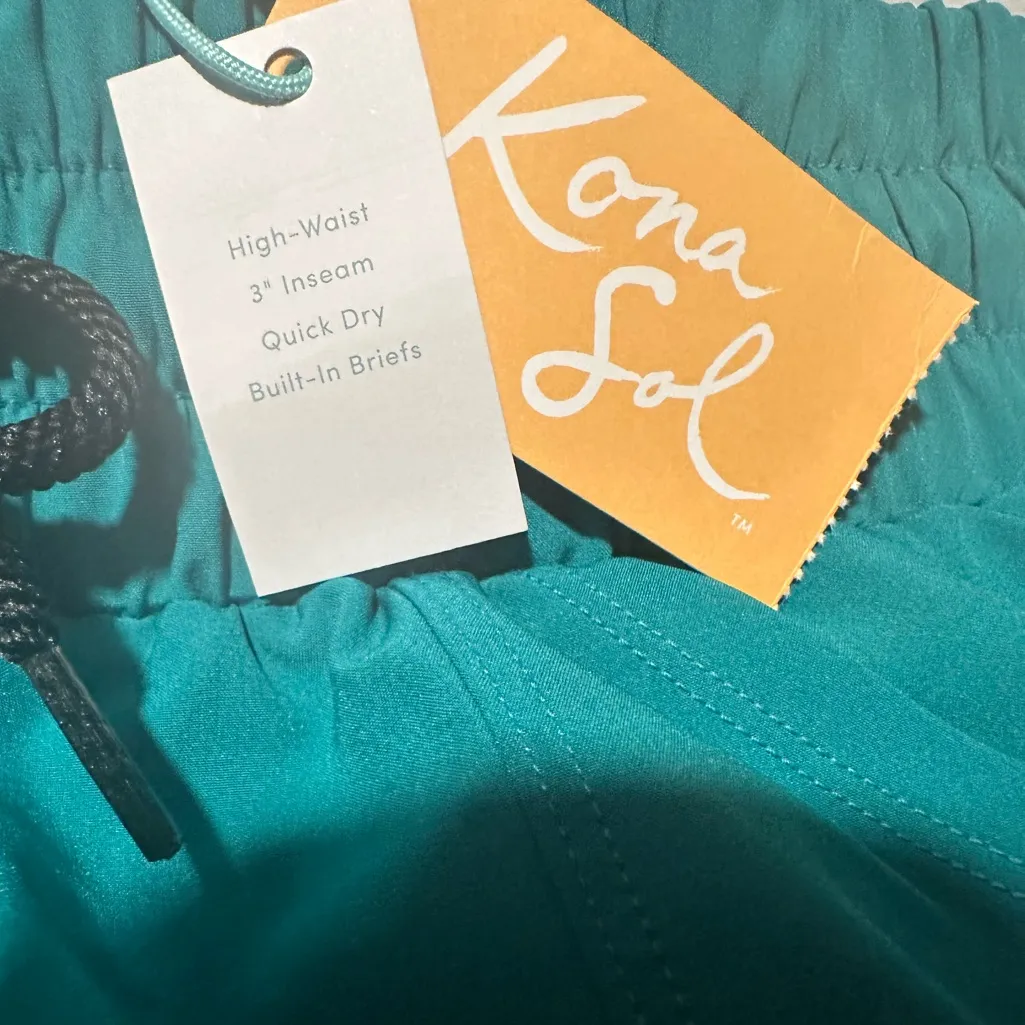 High-Waist
3" Inseam
Quick Dry
Built-In Briefs
Kona
Sol
TM